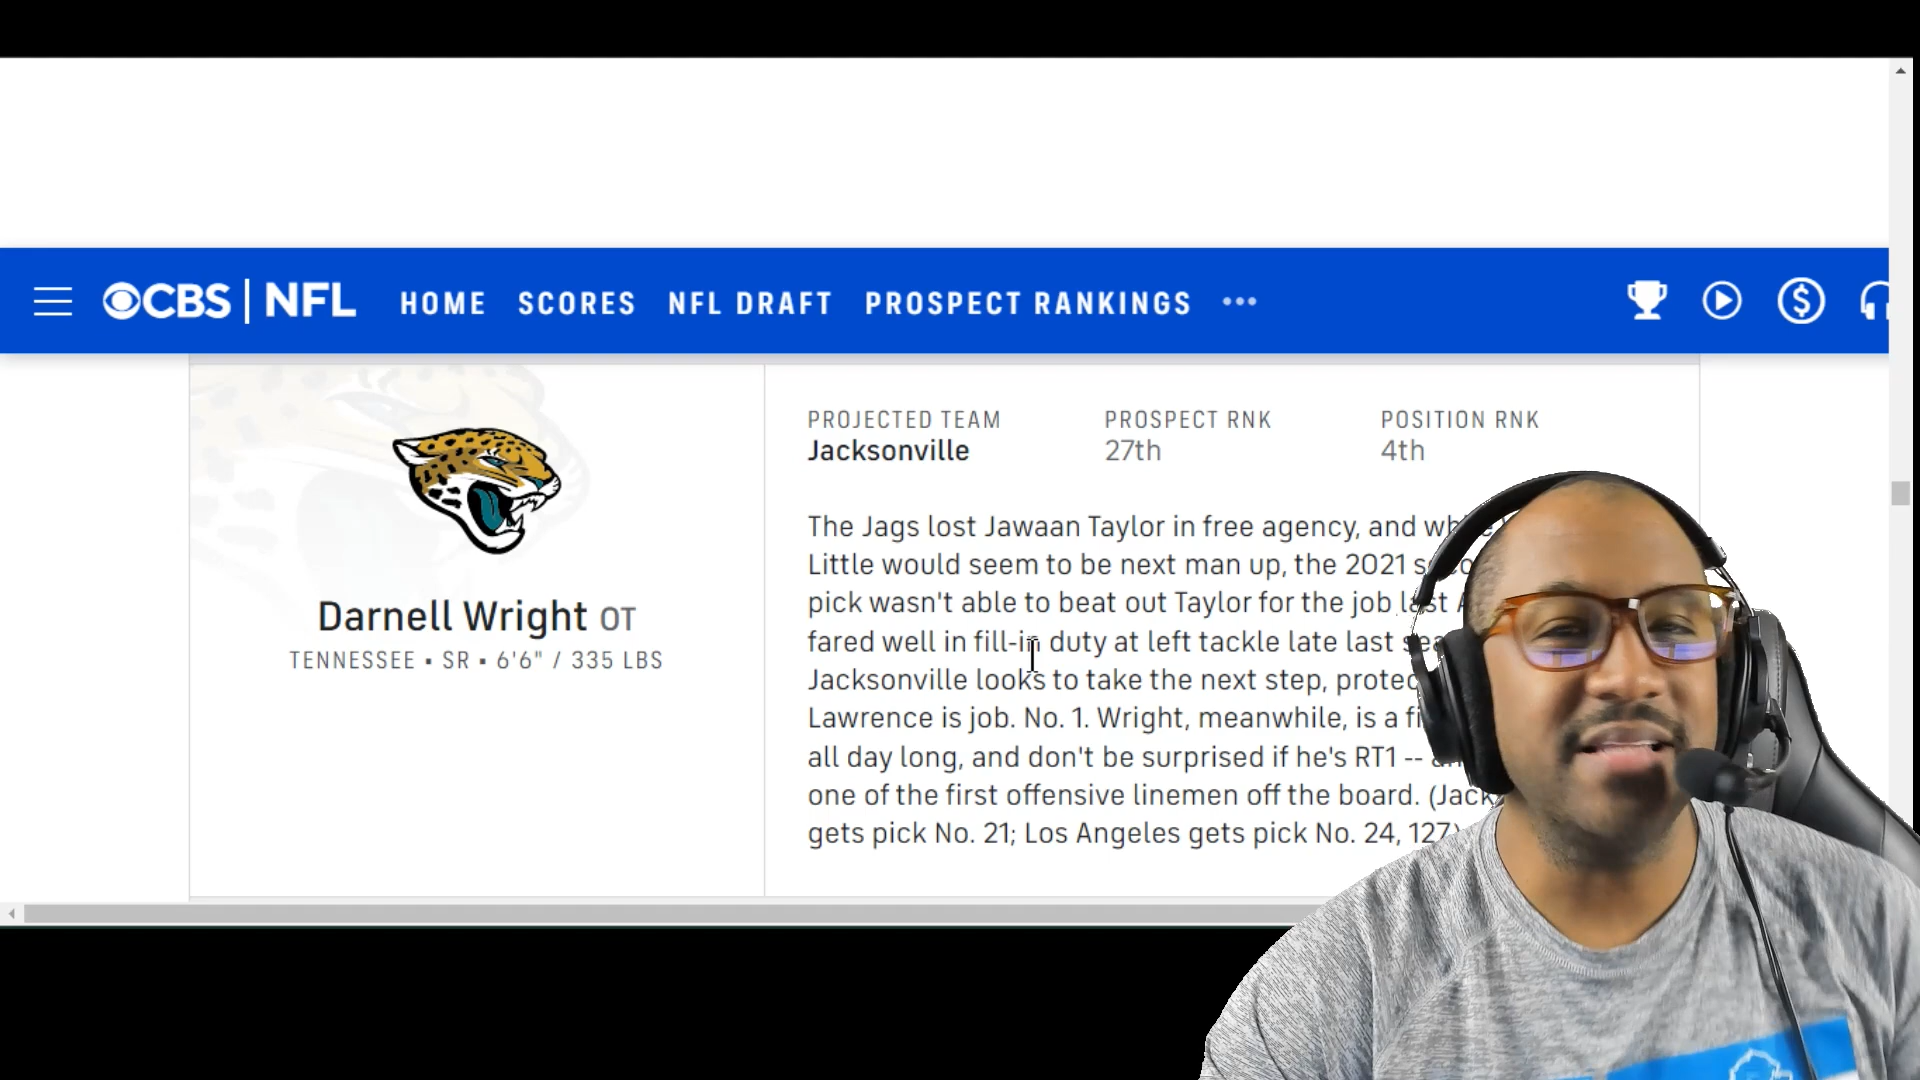 CBS | NFL HOME SCORES NFL DRAFT PROSPECT RANKINGS •••
Darnell Wright OT
TENNESSEE • SR • 6'6" / 335 LBS
PROJECTED TEAM PROSPECT RNK POSITION RNK
Jacksonville 27th 4th
The Jags lost Jawaan Taylor in free agency, and
Little would seem to be next man up, the 2021
pick wasn't able to beat out Taylor for the job last
fared well in fill-in duty at left tackle late last
Jacksonville looks to take the next step,
Lawrence is job. No. 1. Wright, meanwhile, is a
all day long, and don't be surprised if he's RT1 --
one of the first offensive linemen off the board.
gets pick No. 21; Los Angeles gets pick No. 24, 127)